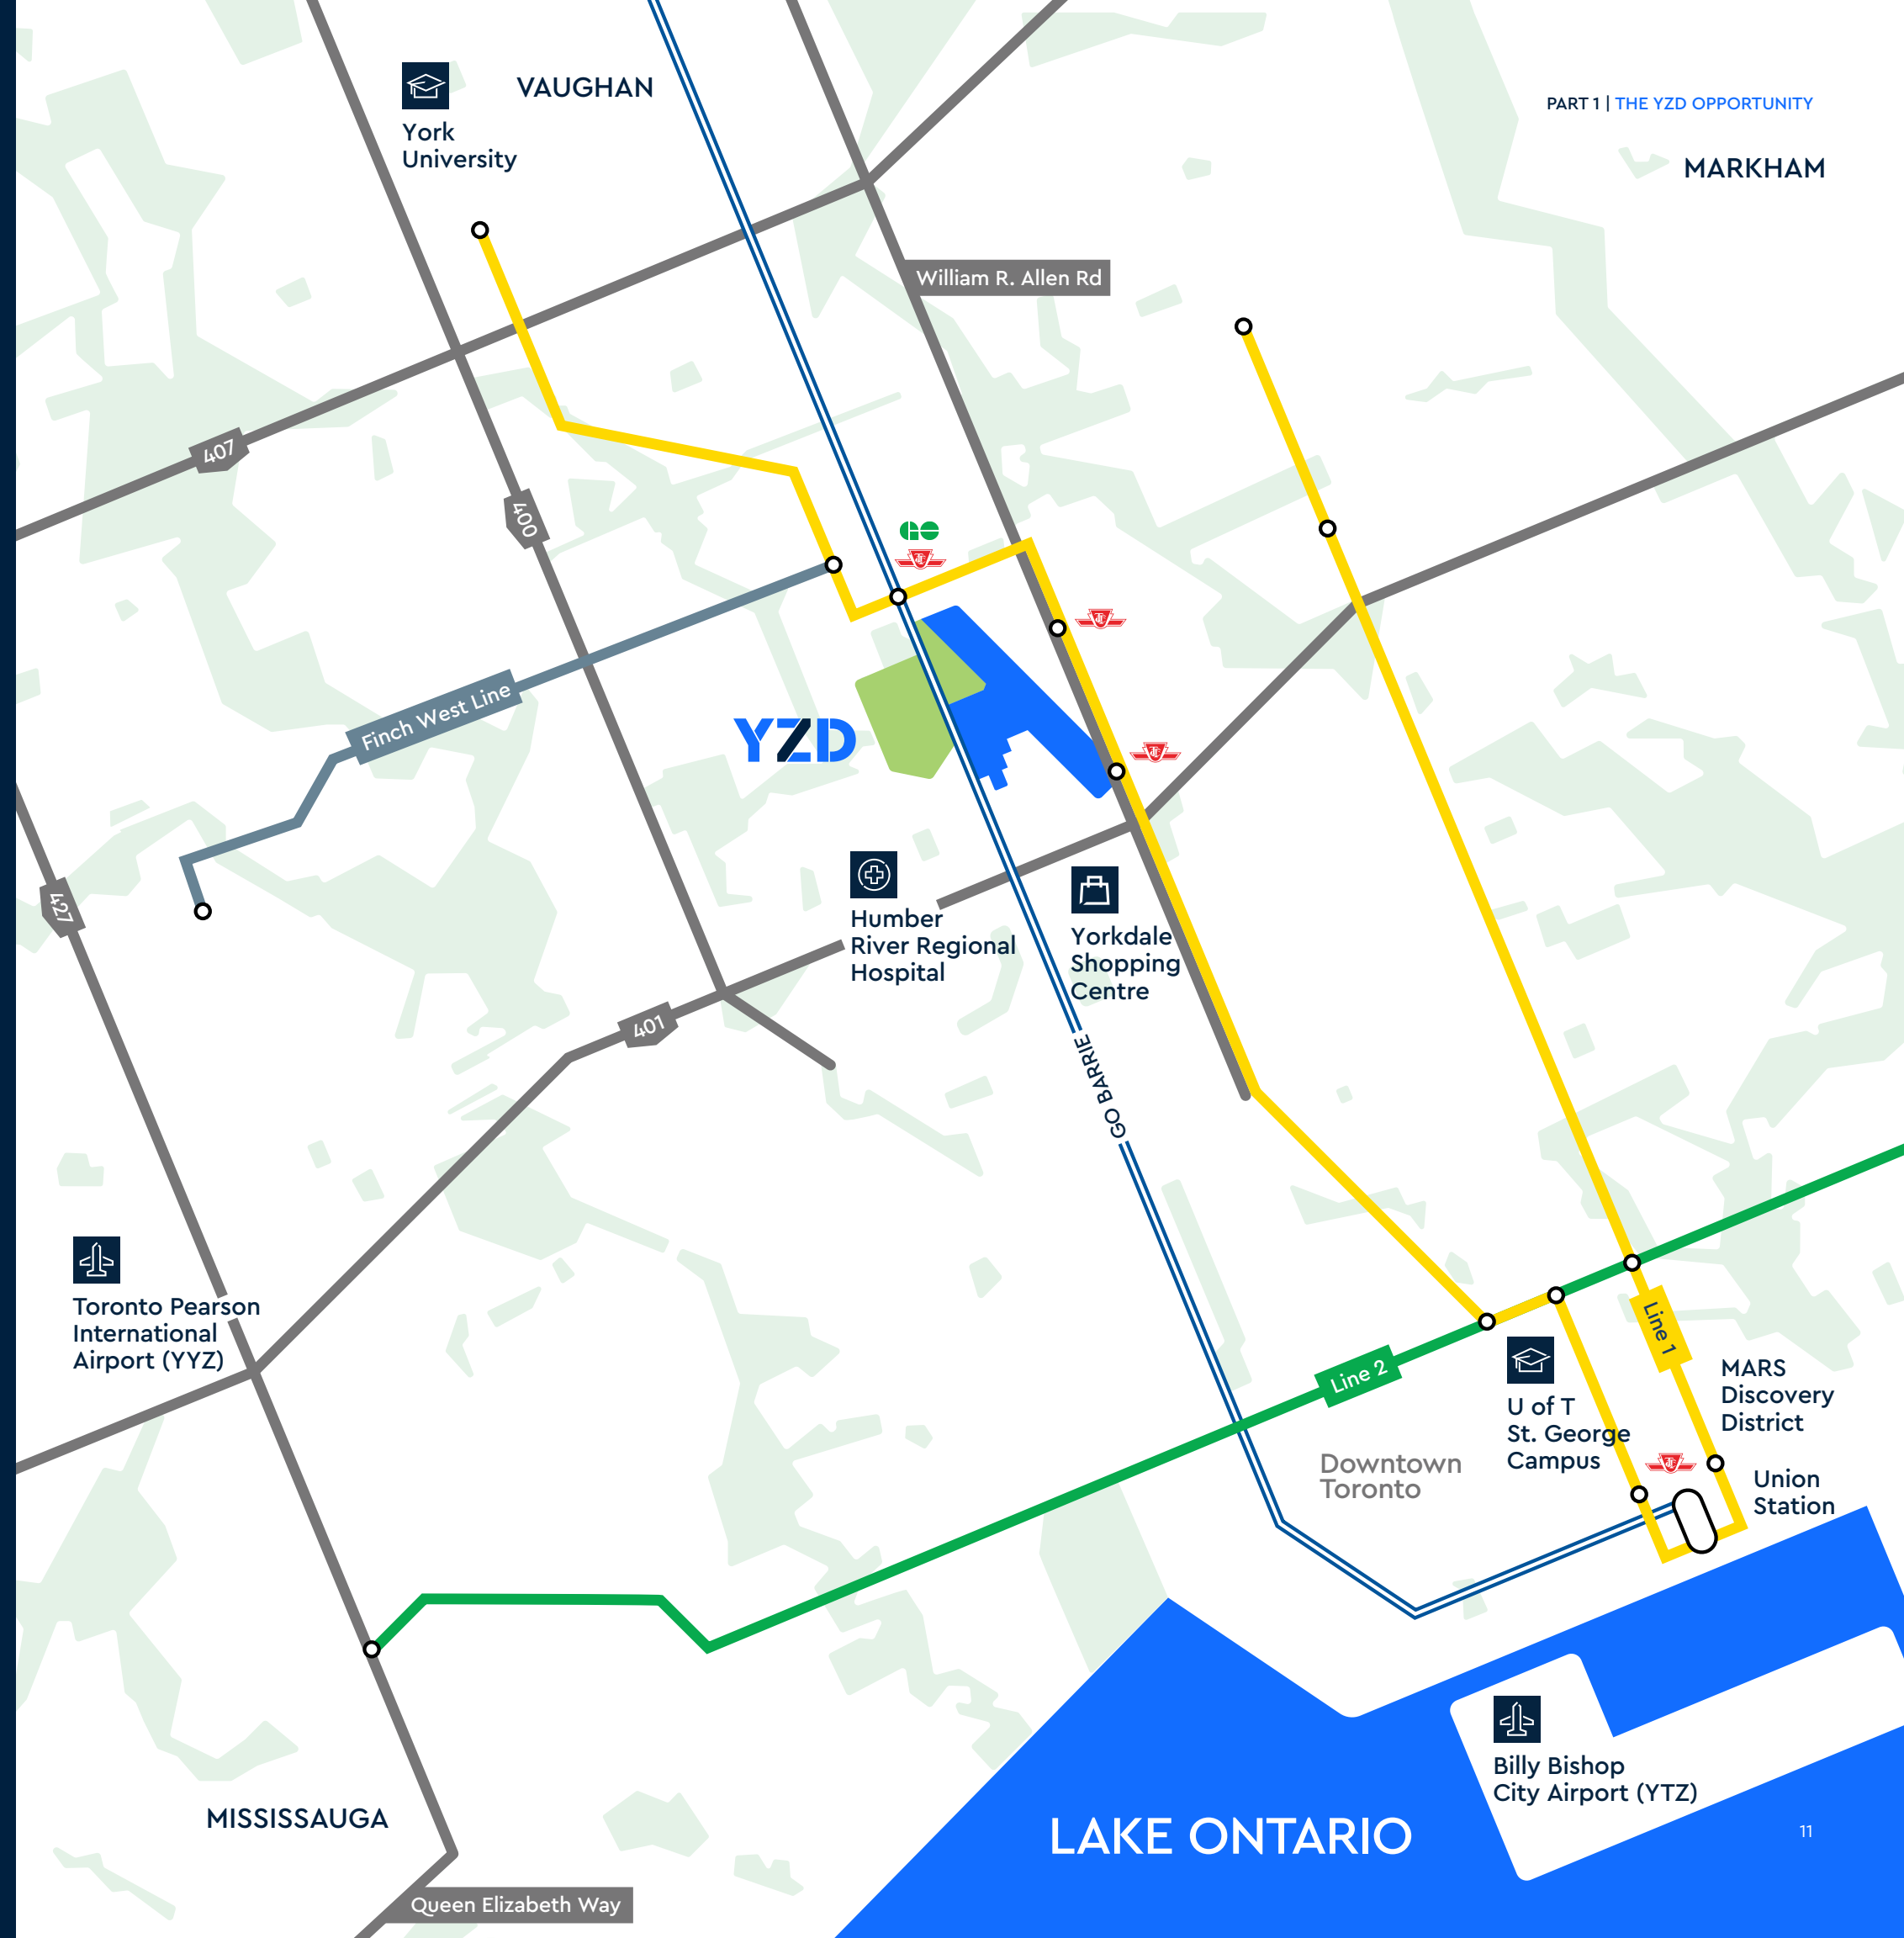 VAUGHAN
York
University
PART 1 | THE YZD OPPORTUNITY
MARKHAM
William R. Allen Rd
407
400
Finch West Line
YZD
427
Humber
River Regional
Hospital
Yorkdale
Shopping
Centre
401
GO BARRIE
Toronto Pearson
International
Airport (YYZ)
Line 1
Line 2
MARS
Discovery
District
U of T
St. George
Campus
Downtown
Toronto
Union
Station
Billy Bishop
City Airport (YTZ)
MISSISSAUGA
LAKE ONTARIO
11
Queen Elizabeth Way